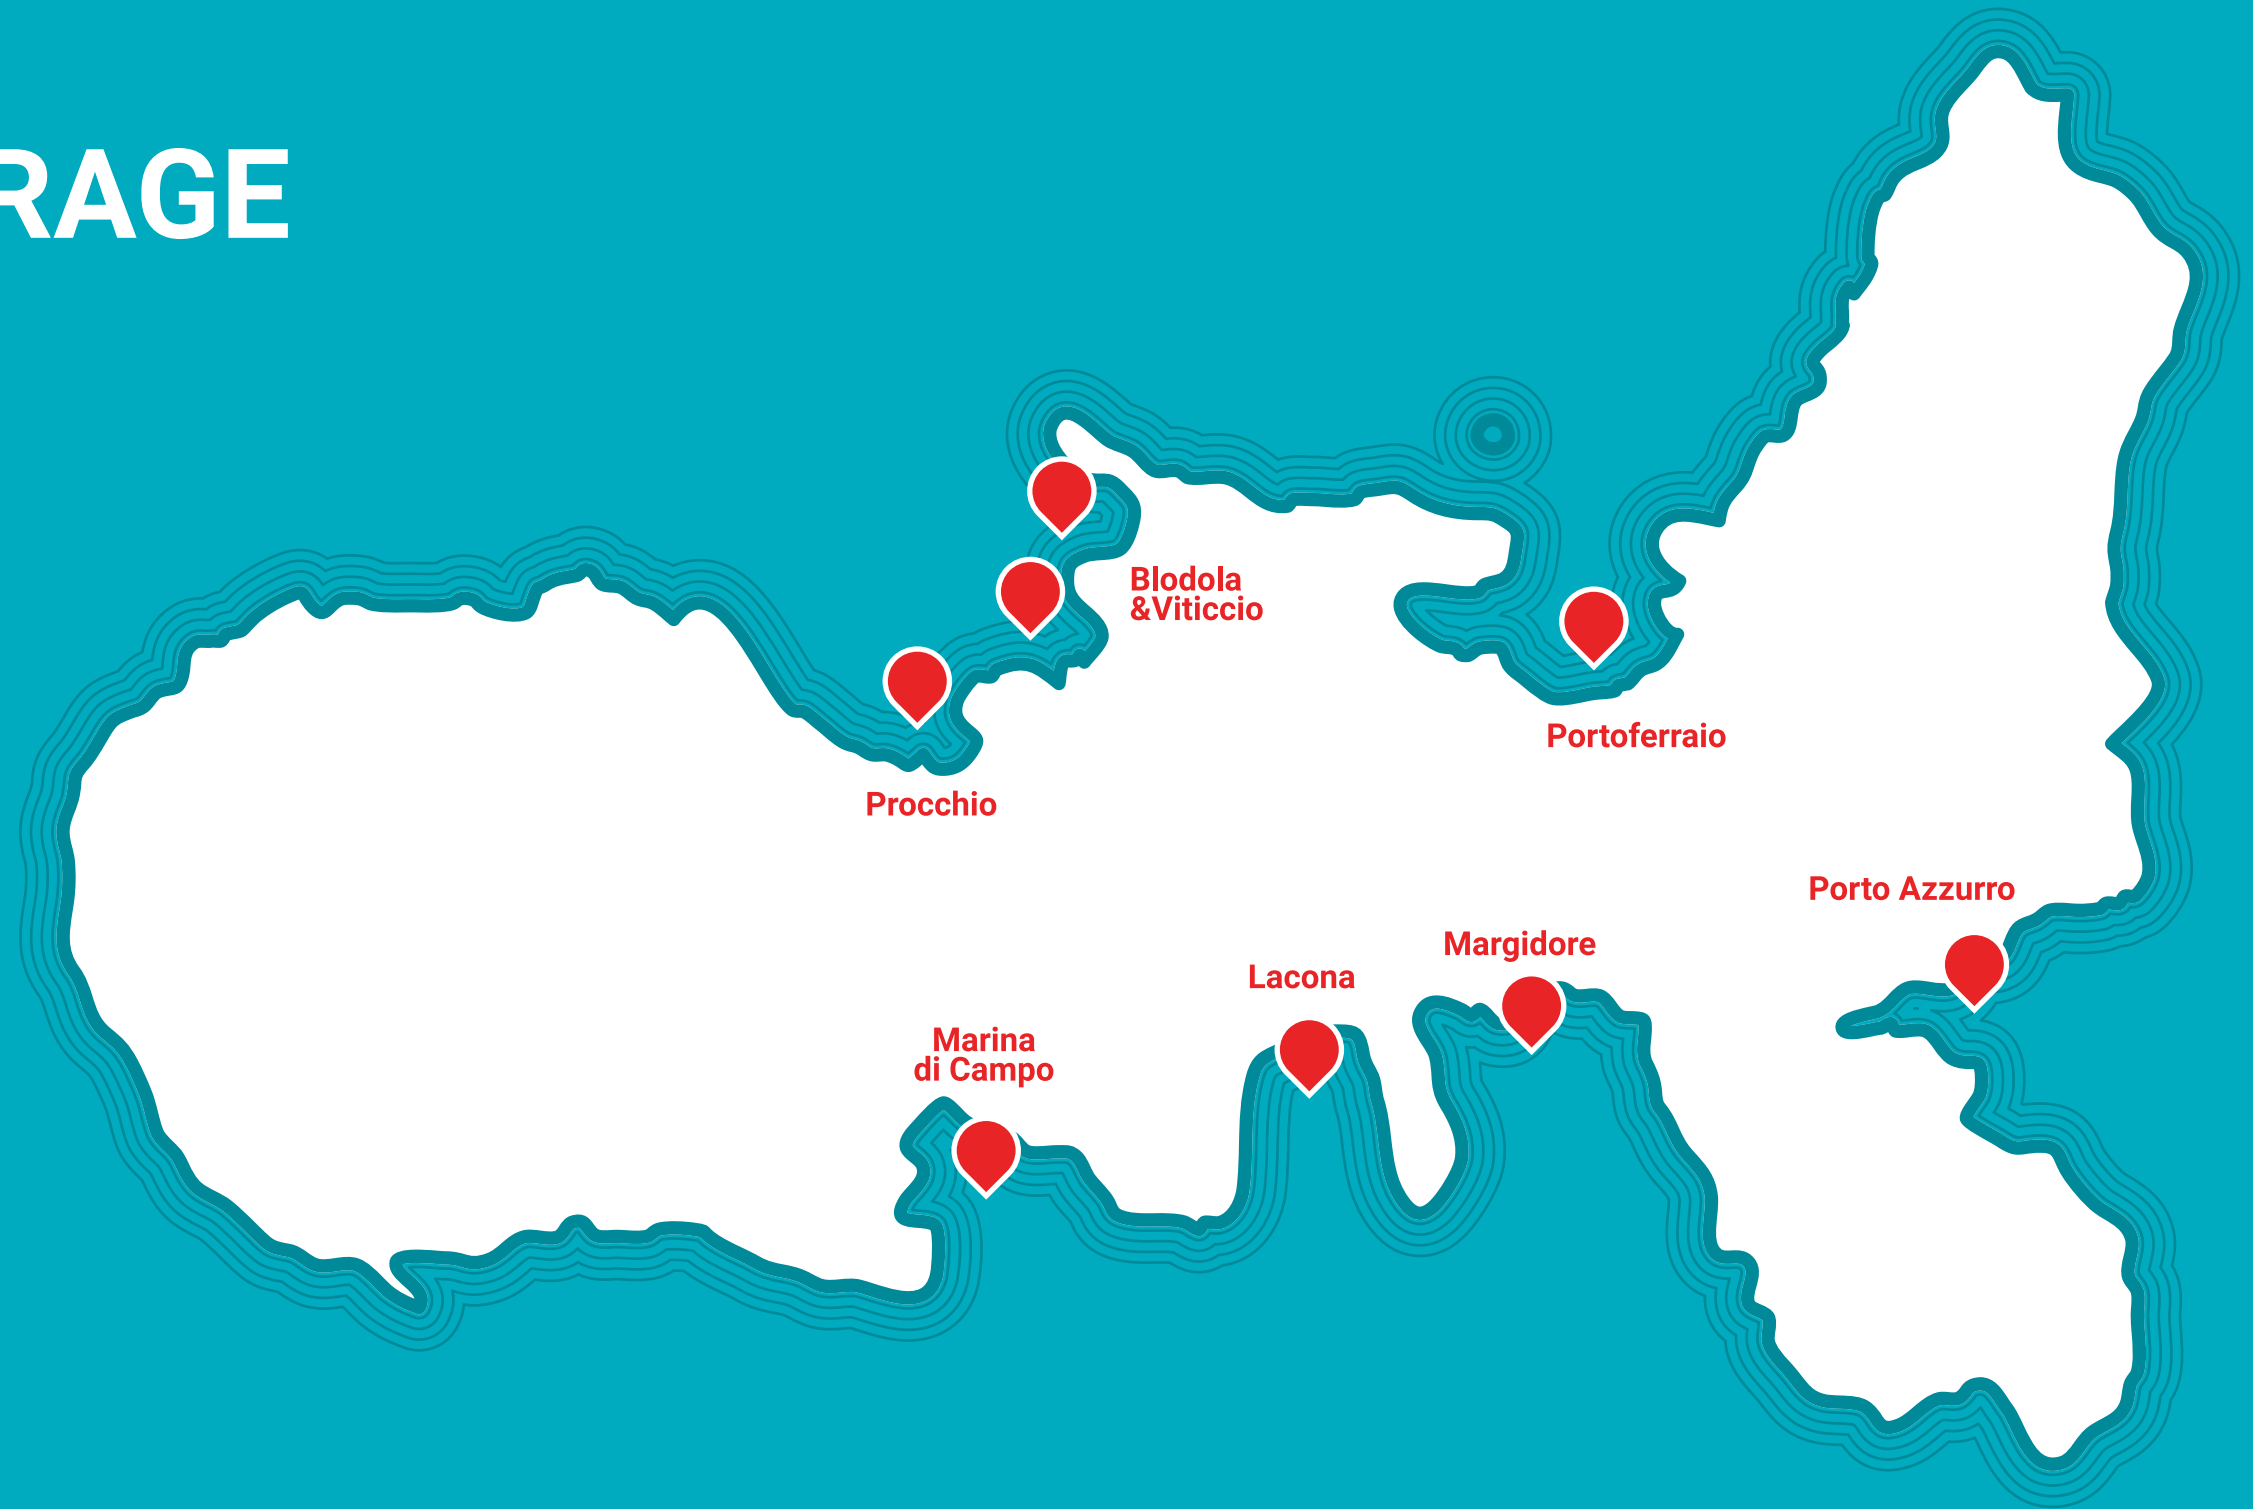 RAGE
Blodola
&Viticcio
Portoferraio
Procchio
Porto Azzurro
Margidore
Lacona
Marina
di Campo